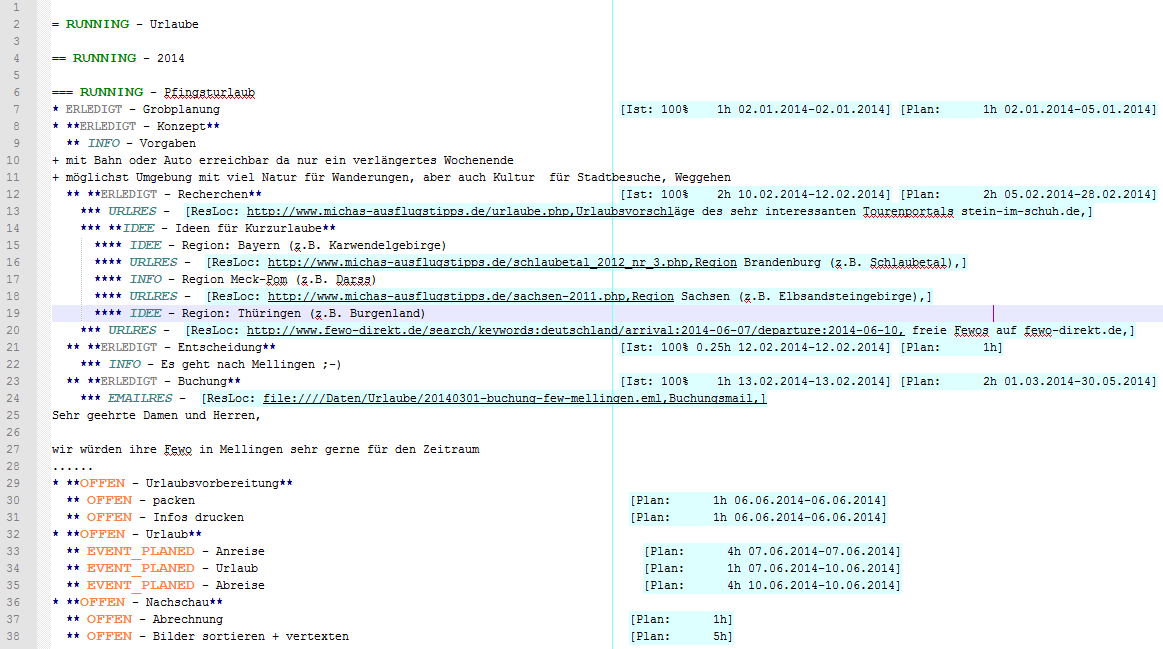 1
2 = RUNNING - Urlaube
3
4 == RUNNING - 2014
5
6 === RUNNING - Pfingsturlaub
7 * ERLEDIGT - Grobplanung [Ist: 100% 1h 02.01.2014-02.01.2014] [Plan: 1h 02.01.2014-05.01.2014]
8 * **ERLEDIGT - Konzept**
9 ** INFO - Vorgaben
10 + mit Bahn oder Auto erreichbar da nur ein verlängertes Wochenende
11 + möglichst Umgebung mit viel Natur für Wanderungen, aber auch Kultur für Stadtbesuche, Weggehen
12 ** **ERLEDIGT - Recherchen** [Ist: 100% 2h 10.02.2014-12.02.2014] [Plan: 2h 05.02.2014-28.02.2014]
13 *** URLRES - [ResLoc: http://www.michas-ausflugstipps.de/urlaube.php,Urlaubsvorschläge des sehr interessanten Tourenportals stein-im-schuh.de,]
14 *** **IDEE - Ideen für Kurzurlaube**
15 **** IDEE - Region: Bayern (z.B. Karwendelgebirge)
16 **** URLRES - [ResLoc: http://www.michas-ausflugstipps.de/schlaubetal_2012_nr_3.php,Region Brandenburg (z.B. Schlaubetal),]
17 **** INFO - Region Meck-Pom (z.B. Darss)
18 **** URLRES - [ResLoc: http://www.michas-ausflugstipps.de/sachsen-2011.php,Region Sachsen (z.B. Elbsandsteingebirge),]
19 **** IDEE - Region: Thüringen (z.B. Burgenland)
20 *** URLRES - [ResLoc: http://www.fewo-direkt.de/search/keywords:deutschland/arrival:2014-06-07/departure:2014-06-10, freie Fewos auf fewo-direkt.de,]
21 ** **ERLEDIGT - Entscheidung** [Ist: 100% 0.25h 12.02.2014-12.02.2014] [Plan: 1h]
22 *** INFO - Es geht nach Mellingen ;-)
23 ** **ERLEDIGT - Buchung** [Ist: 100% 1h 13.02.2014-13.02.2014] [Plan: 2h 01.03.2014-30.05.2014]
24 *** EMAILRES - [ResLoc: file:////Daten/Urlaube/20140301-buchung-few-mellingen.eml,Buchungsmail,]
25 Sehr geehrte Damen und Herren,
26
27 wir würden ihre Fewo in Mellingen sehr gerne für den Zeitraum
28 ......
29 * **OFFEN - Urlaubsvorbereitung**
30 ** OFFEN - packen [Plan: 1h 06.06.2014-06.06.2014]
31 ** OFFEN - Infos drucken [Plan: 1h 06.06.2014-06.06.2014]
32 * **OFFEN - Urlaub**
33 ** EVENT_PLANED - Anreise [Plan: 4h 07.06.2014-07.06.2014]
34 ** EVENT_PLANED - Urlaub [Plan: 1h 07.06.2014-10.06.2014]
35 ** EVENT_PLANED - Abreise [Plan: 4h 10.06.2014-10.06.2014]
36 * **OFFEN - Nachschau**
37 ** OFFEN - Abrechnung [Plan: 1h]
38 ** OFFEN - Bilder sortieren + vertexten [Plan: 5h]